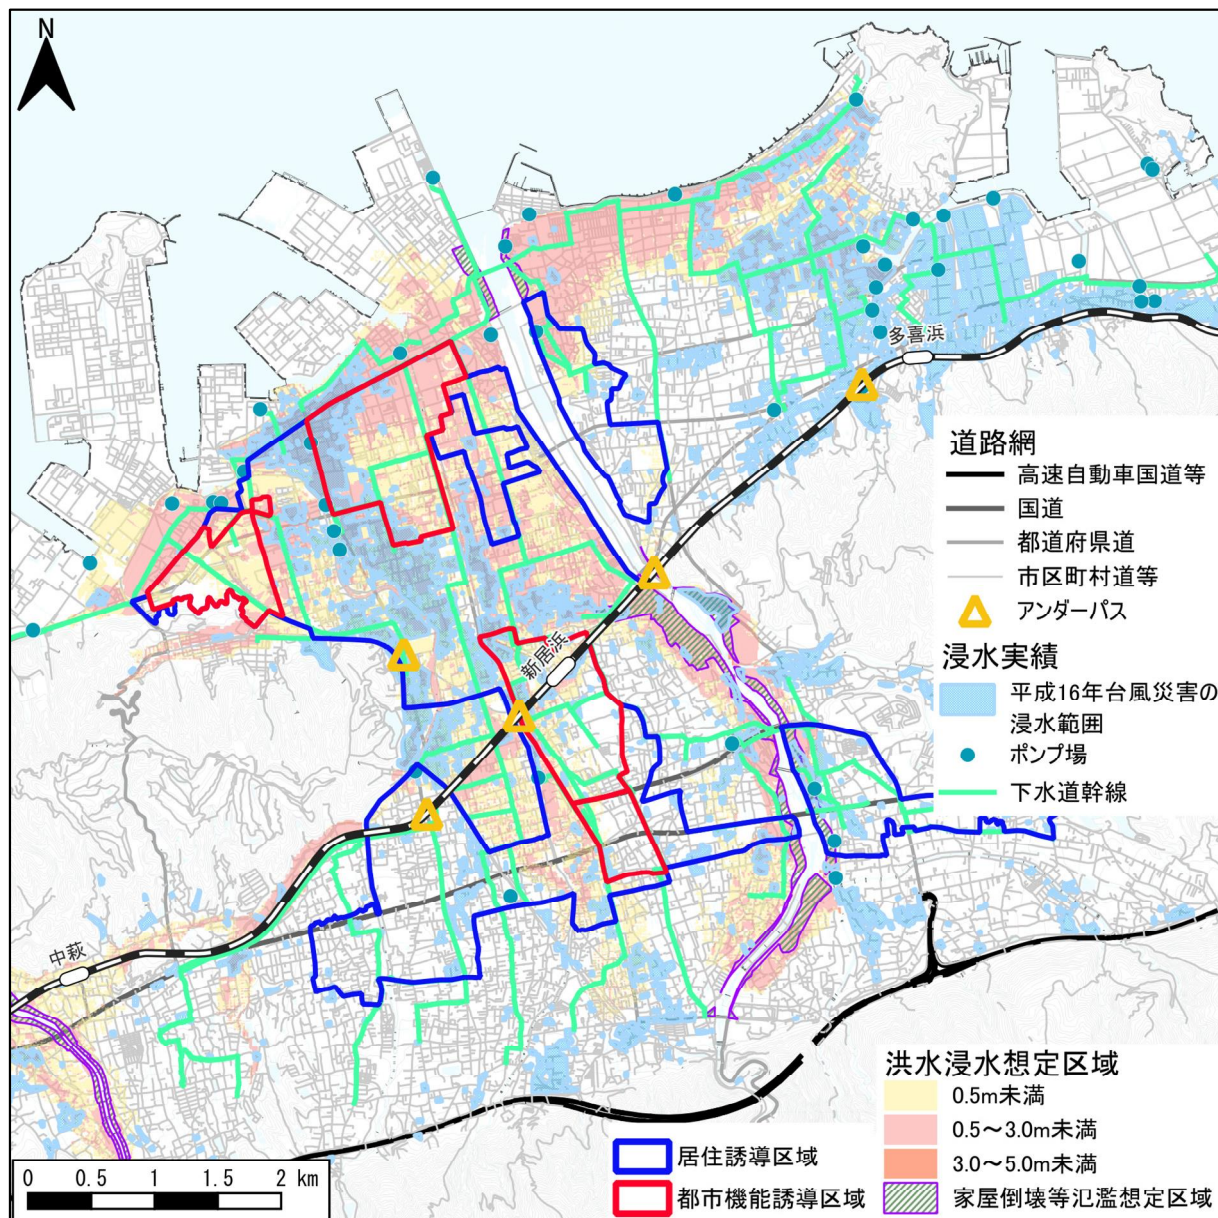 N
多喜浜
道路網
高速自動車国道等
国道
都道府県道
市区町村道等
アンダーパス
浸水実績
平成16年台風災害の
浸水範囲
ポンプ場
下水道幹線
新居浜
中萩
洪水浸水想定区域
0.5m未満
0.5～3.0m未満
3.0～5.0m未満
家屋倒壊等氾濫想定区域
居住誘導区域
都市機能誘導区域
0 0.5 1 1.5 2 km